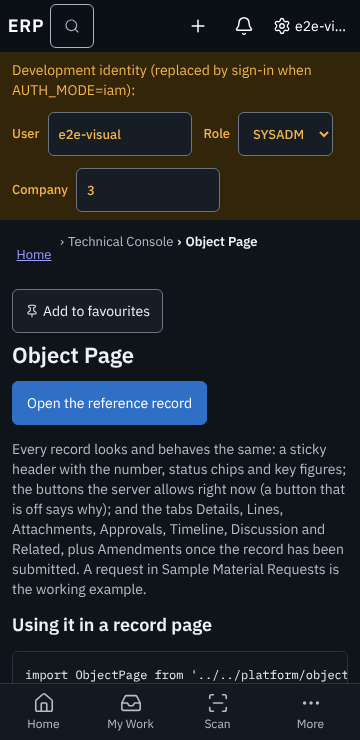 ERP
e2e-vi...
Development identity (replaced by sign-in when
AUTH_MODE=iam):
User
e2e-visual
Role
SYSADM
Company
3
Home
› Technical Console › Object Page
Add to favourites
Object Page
Open the reference record
Every record looks and behaves the same: a sticky
header with the number, status chips and key figures;
the buttons the server allows right now (a button that
is off says why); and the tabs Details, Lines,
Attachments, Approvals, Timeline, Discussion and
Related, plus Amendments once the record has been
submitted. A request in Sample Material Requests is
the working example.
Using it in a record page
import ObjectPage from '../../platform/object
Home
My Work
Scan
More